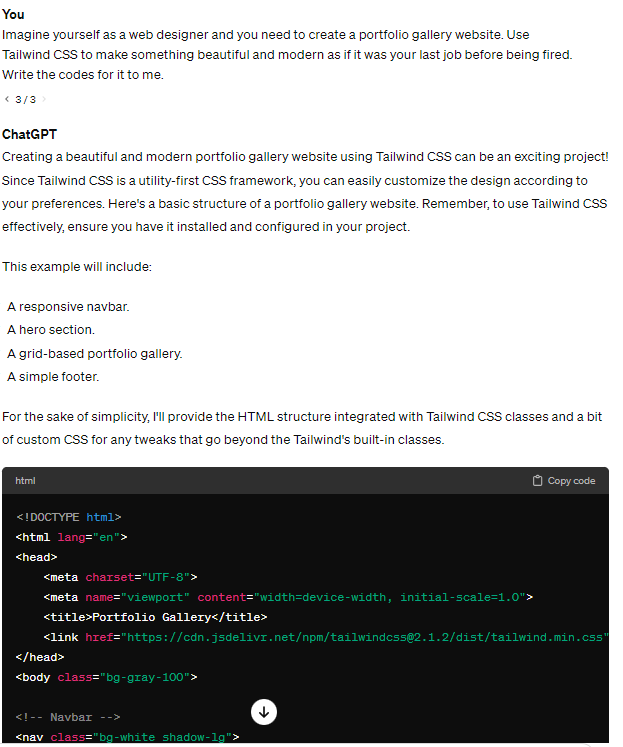 You
Imagine yourself as a web designer and you need to create a portfolio gallery website. Use
Tailwind CSS to make something beautiful and modern as if it was your last job before being fired.
Write the codes for it to me.
< 3 / 3 >
ChatGPT
Creating a beautiful and modern portfolio gallery website using Tailwind CSS can be an exciting project!
Since Tailwind CSS is a utility-first CSS framework, you can easily customize the design according to
your preferences. Here's a basic structure of a portfolio gallery website. Remember, to use Tailwind CSS
effectively, ensure you have it installed and configured in your project.
This example will include:
A responsive navbar.
A hero section.
A grid-based portfolio gallery.
A simple footer.
For the sake of simplicity, I'll provide the HTML structure integrated with Tailwind CSS classes and a bit
of custom CSS for any tweaks that go beyond the Tailwind's built-in classes.
html Copy code
<!DOCTYPE html>
<html lang="en">
<head>
    <meta charset="UTF-8">
    <meta name="viewport" content="width=device-width, initial-scale=1.0">
    <title>Portfolio Gallery</title>
    <link href="https://cdn.jsdelivr.net/npm/tailwindcss@2.1.2/dist/tailwind.min.css"
</head>
<body class="bg-gray-100">
<!-- Navbar -->
<nav class="bg-white shadow-lg">